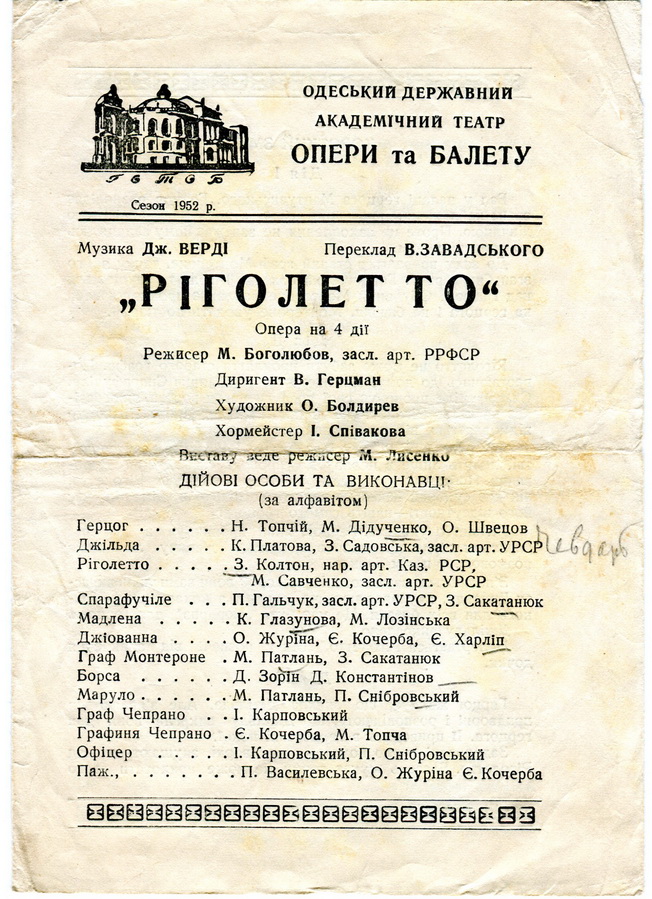 ОДЕСЬКИЙ ДЕРЖАВНИЙ
АКАДЕМІЧНИЙ ТЕАТР
ОПЕРИ та БАЛЕТУ
Сезон 1952 р.
Музика Дж. ВЕРДІ Переклад В.ЗАВАДСЬКОГО
„РІГОЛЕТТО“
Опера на 4 дії
Режисер М. Боголюбов, засл. арт. РРФСР
Диригент В. Герцман
Художник О. Болдирев
Хормейстер І. Співакова
Виставу веде режисер М. Лисенко
ДІЙОВІ ОСОБИ ТА ВИКОНАВЦІ:
(за алфавітом)
Герцог . . . . . . Н. Топчій, М. Дідученко, О. Швецов
Джільда . . . . . . К. Платова, З. Садовська, засл. арт. УРСР
Ріголетто . . . . . З. Колтон, нар. арт. Каз. РСР,
М. Савченко, засл. арт. УРСР
Спарафучіле . . . П. Гальчук, засл. арт. УРСР, З. Сакатанюк
Мадлена . . . . . К. Глазунова, М. Лозінська
Джіованна . . . . О. Журіна, Є. Кочерба, Є. Харліп
Граф Монтероне . М. Патлань, З. Сакатанюк
Борса . . . . . . Д. Зорін Д. Константінов
Маруло . . . . . . М. Патлань, П. Снібровський
Граф Чепрано . . І. Карповський
Графиня Чепрано . Є. Кочерба, М. Топча
Офіцер . . . . . І. Карповський, П. Снібровський
Паж., . . . . . . . П. Василевська, О. Журіна Є. Кочерба